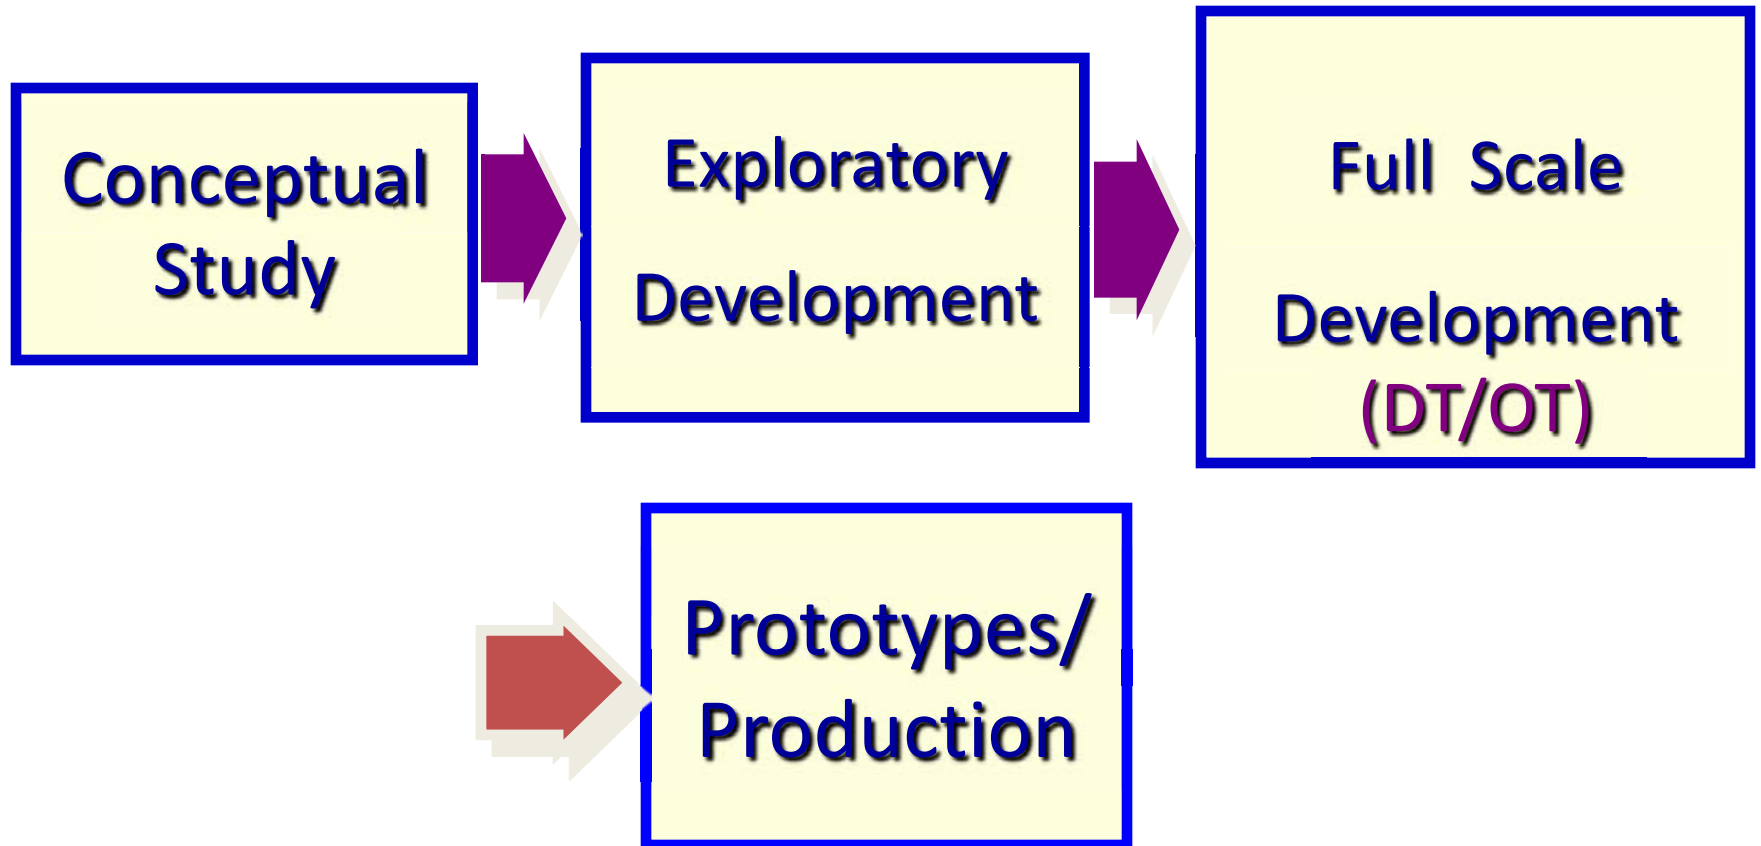 Conceptual
Study
Exploratory
Development
Full Scale
Development
(DT/OT)
Prototypes/
Production